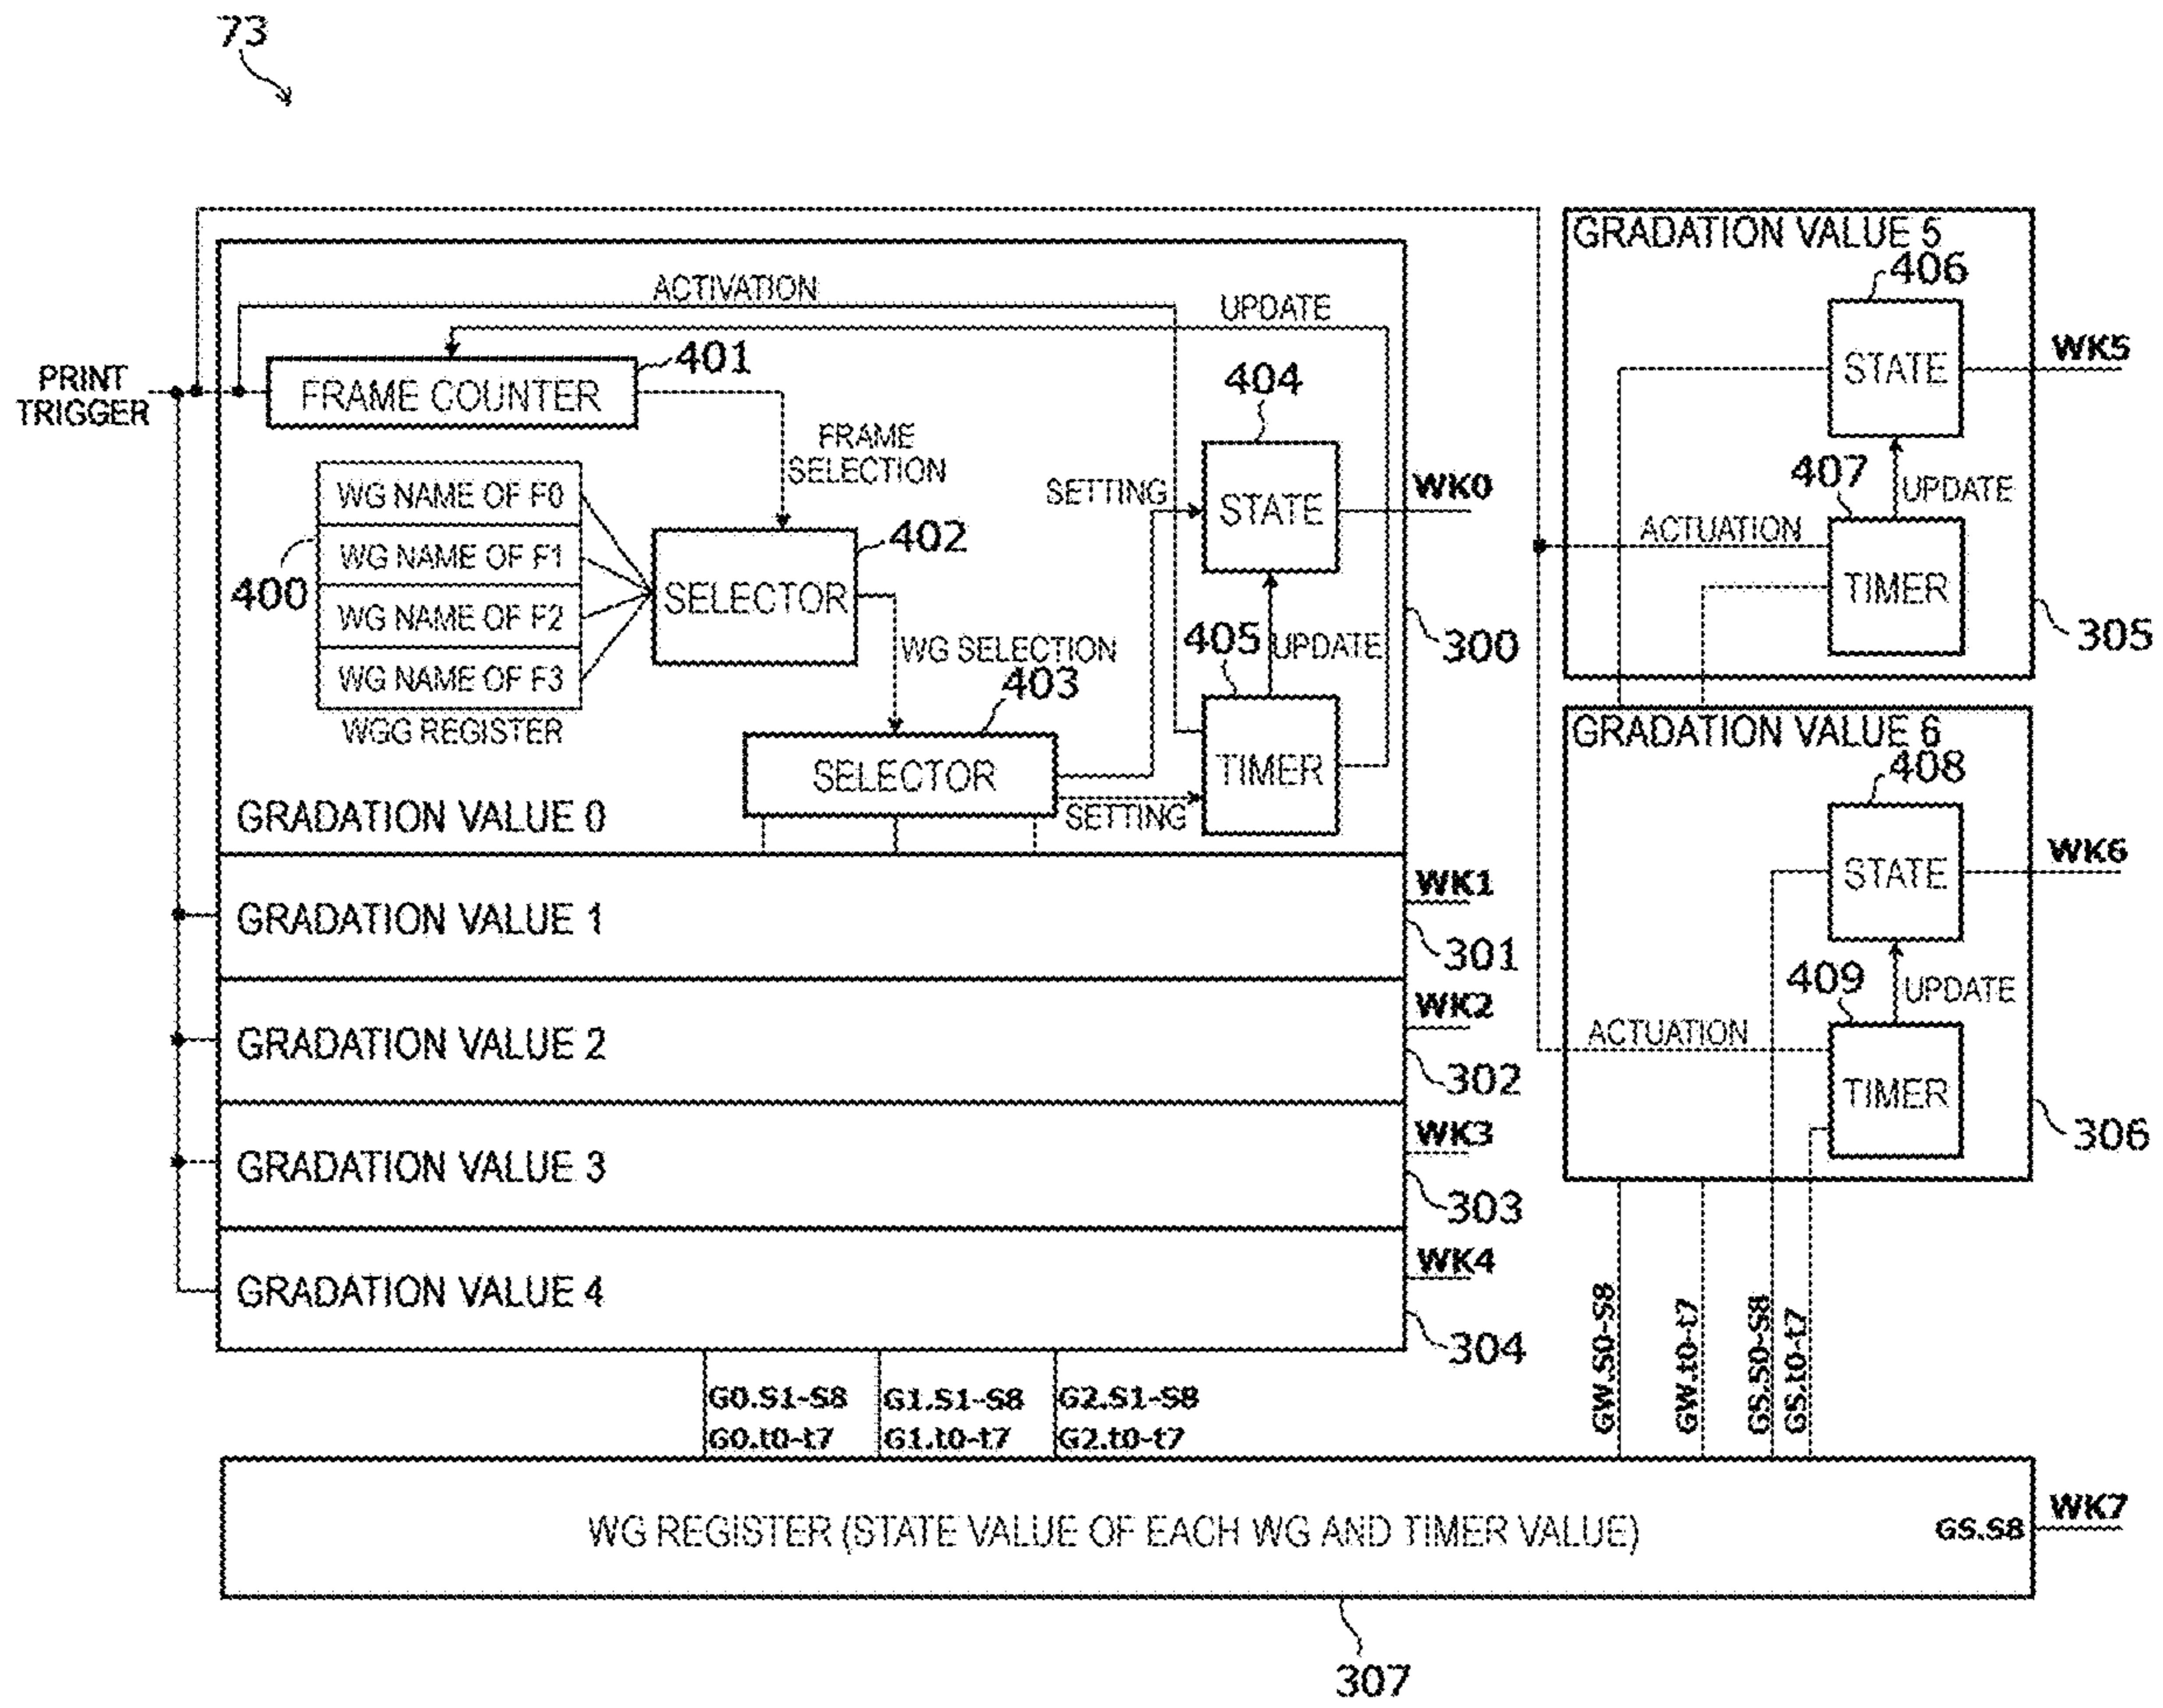 73
GRADATION VALUE 5
406
STATE
WK5
407
UPDATE
ACTUATION
TIMER
305
ACTIVATION
UPDATE
PRINT
TRIGGER
FRAME COUNTER
401
FRAME
SELECTION
404
SETTING
STATE
WK0
WG NAME OF F0
WG NAME OF F1
WG NAME OF F2
WG NAME OF F3
400
WGG REGISTER
SELECTOR
402
WG SELECTION
403
SELECTOR
405
UPDATE
TIMER
SETTING
300
GRADATION VALUE 0
GRADATION VALUE 6
408
STATE
WK6
409
UPDATE
ACTUATION
TIMER
306
GRADATION VALUE 1
WK1
301
GRADATION VALUE 2
WK2
302
GRADATION VALUE 3
WK3
303
GRADATION VALUE 4
WK4
304
G0.S1-S8
G0.t0-t7
G1.S1-S8
G1.t0-t7
G2.S1-S8
G2.t0-t7
GW.S0-S8
GW.t0-t7
GS.S0-S8
GS.t0-t7
WG REGISTER (STATE VALUE OF EACH WG AND TIMER VALUE)
GS.S8
WK7
307